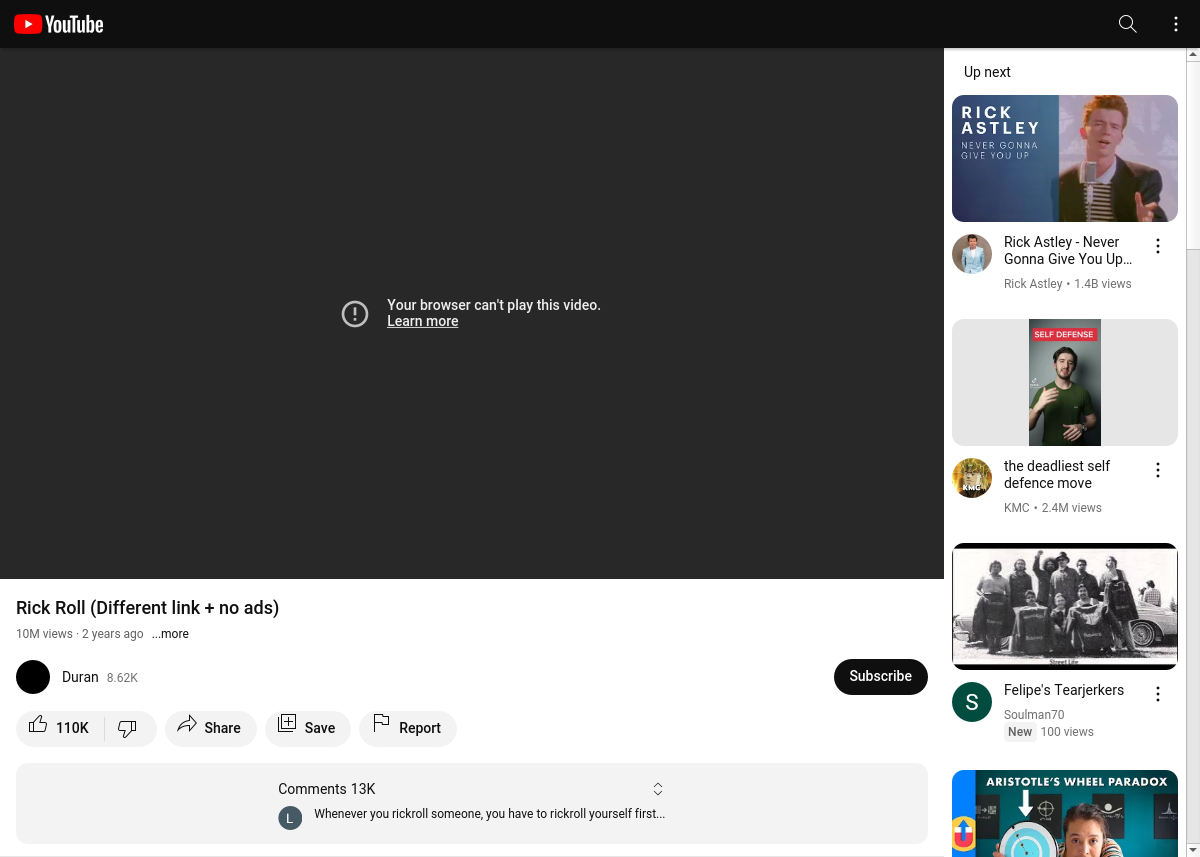 YouTube
Your browser can't play this video.
Learn more
Rick Roll (Different link + no ads)
10M views · 2 years ago ...more
Duran 8.62K
Subscribe
110K
Share
Save
Report
Comments 13K
L
Whenever you rickroll someone, you have to rickroll yourself first...
Up next
RICK
ASTLEY
NEVER GONNA
GIVE YOU UP
Rick Astley - Never
Gonna Give You Up...
Rick Astley • 1.4B views
SELF DEFENSE
KMC
the deadliest self
defence move
KMC • 2.4M views
Street Life
S
Felipe's Tearjerkers
Soulman70
New 100 views
ARISTOTLE'S WHEEL PARADOX